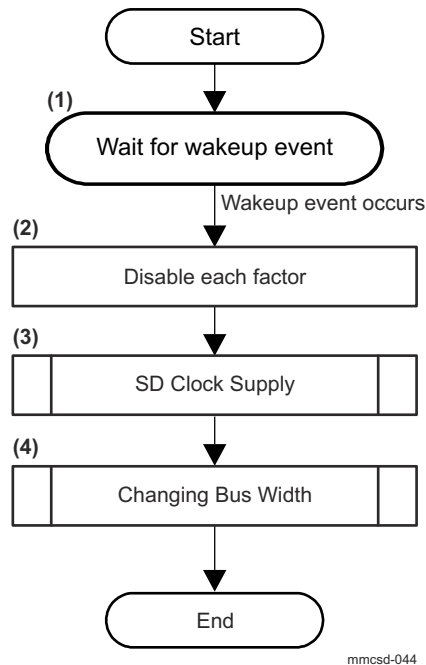 Start
(1)
Wait for wakeup event
Wakeup event occurs
(2)
Disable each factor
(3)
SD Clock Supply
(4)
Changing Bus Width
End
mmcsd-044